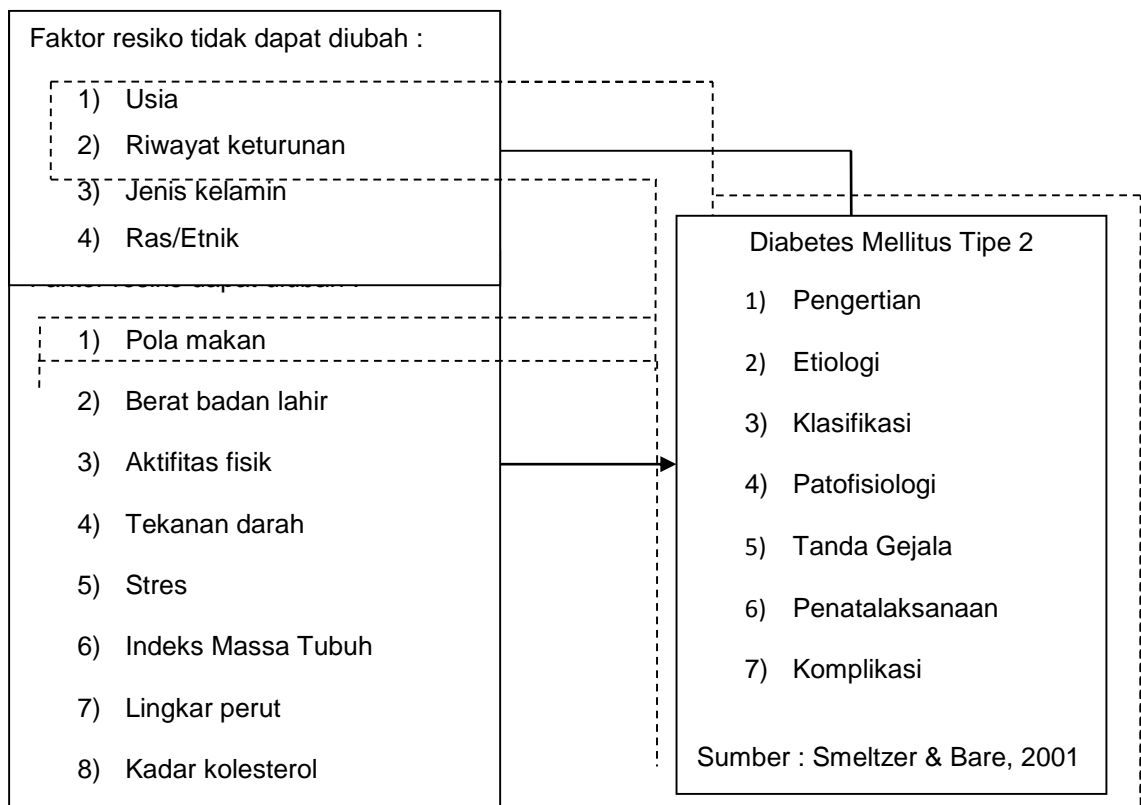 Faktor resiko tidak dapat diubah :
1) Usia
2) Riwayat keturunan
3) Jenis kelamin
4) Ras/Etnik
1) Pola makan
2) Berat badan lahir
3) Aktifitas fisik
4) Tekanan darah
5) Stres
6) Indeks Massa Tubuh
7) Lingkar perut
8) Kadar kolesterol
Diabetes Mellitus Tipe 2
1) Pengertian
2) Etiologi
3) Klasifikasi
4) Patofisiologi
5) Tanda Gejala
6) Penatalaksanaan
7) Komplikasi
Sumber : Smeltzer & Bare, 2001